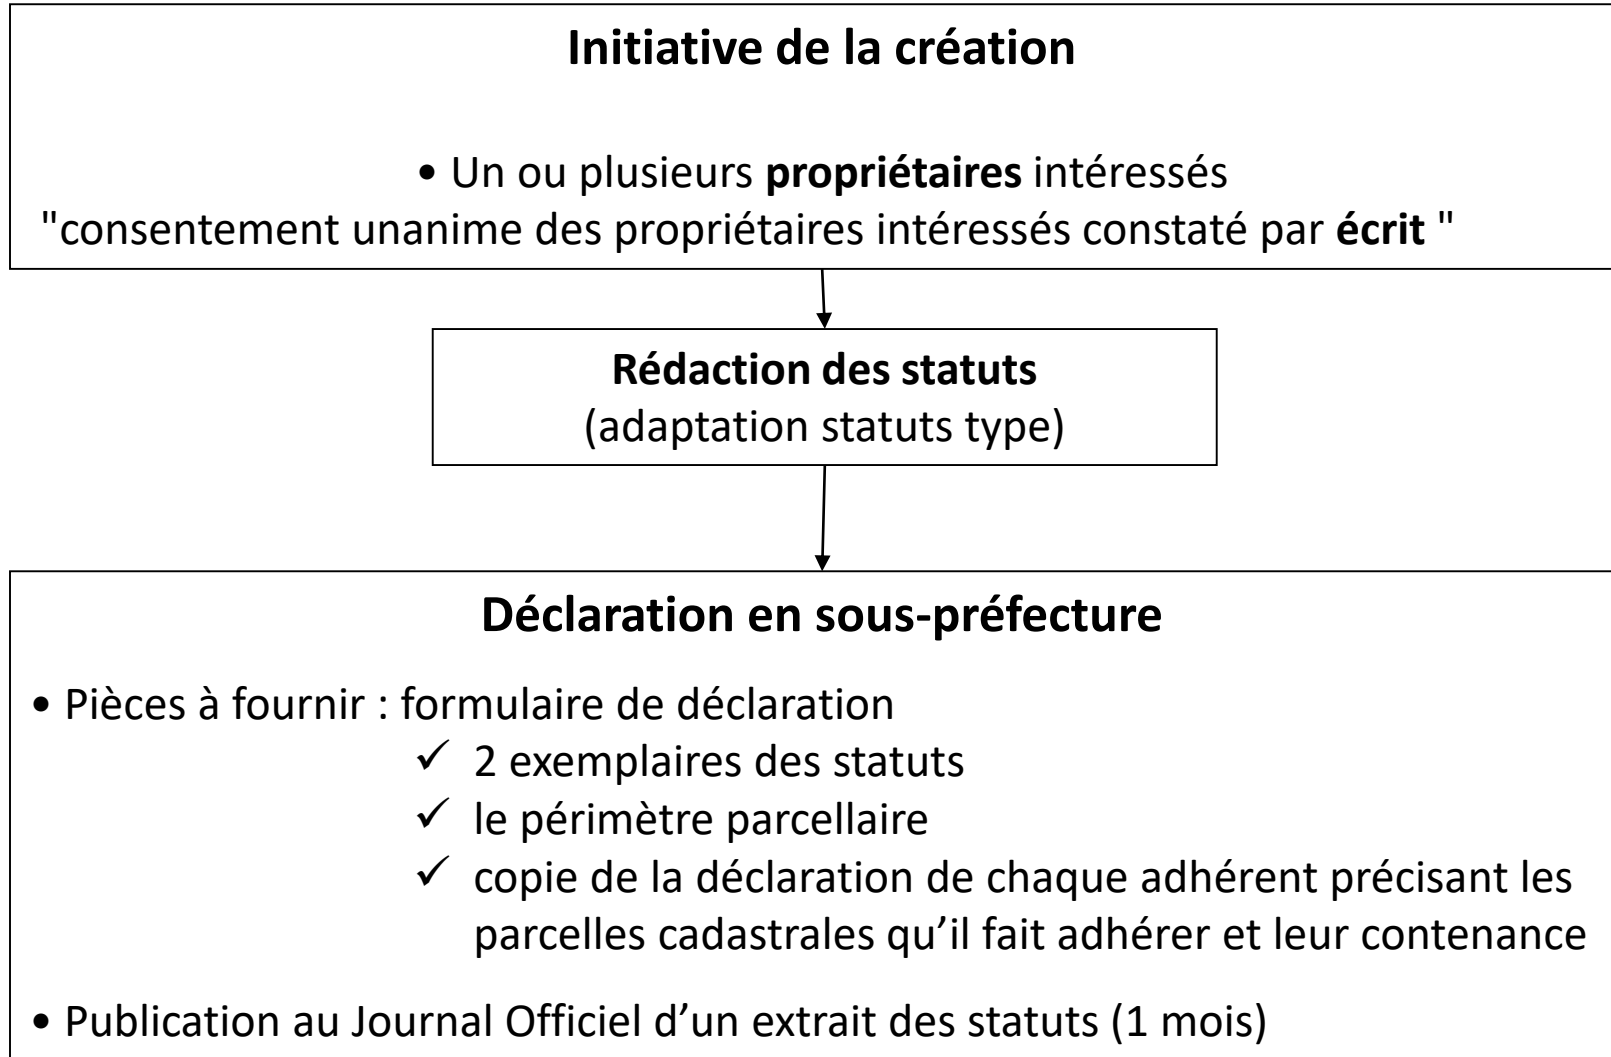 Initiative de la création
• Un ou plusieurs propriétaires intéressés
"consentement unanime des propriétaires intéressés constaté par écrit "
Rédaction des statuts
(adaptation statuts type)
Déclaration en sous-préfecture
• Pièces à fournir : formulaire de déclaration
✓ 2 exemplaires des statuts
✓ le périmètre parcellaire
✓ copie de la déclaration de chaque adhérent précisant les
parcelles cadastrales qu’il fait adhérer et leur contenance
• Publication au Journal Officiel d’un extrait des statuts (1 mois)